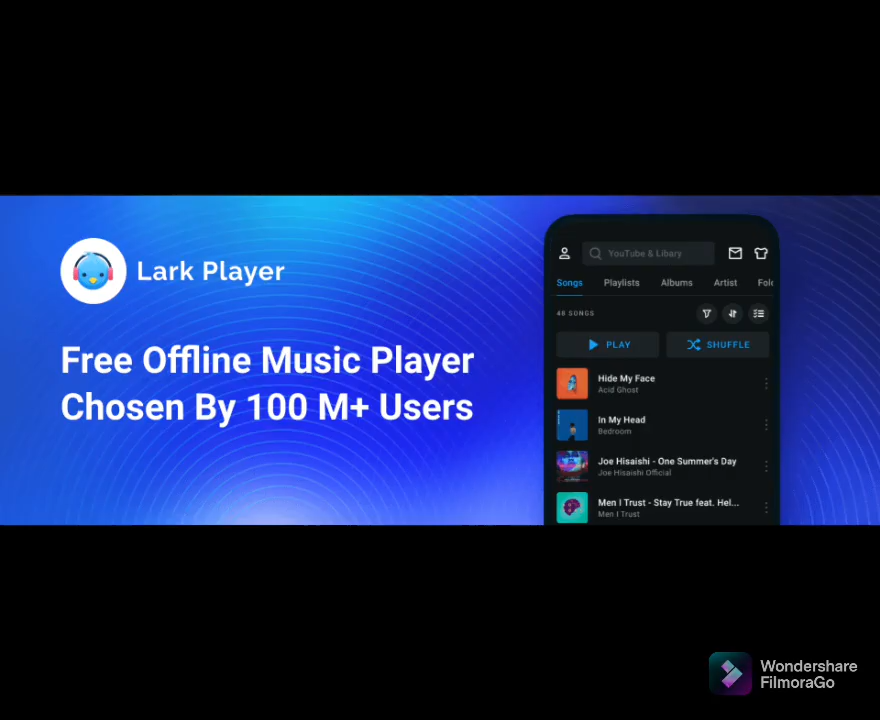 Lark Player
Free Offline Music Player
Chosen By 100 M+ Users
YouTube & Libary
Songs Playlists Albums Artist Folc
48 SONGS
PLAY SHUFFLE
Hide My Face
Acid Ghost
In My Head
Bedroom
Joe Hisaishi - One Summer's Day
Joe Hisaishi Official
Men I Trust - Stay True feat. Hel...
Men I Trust
Wondershare
FilmoraGo